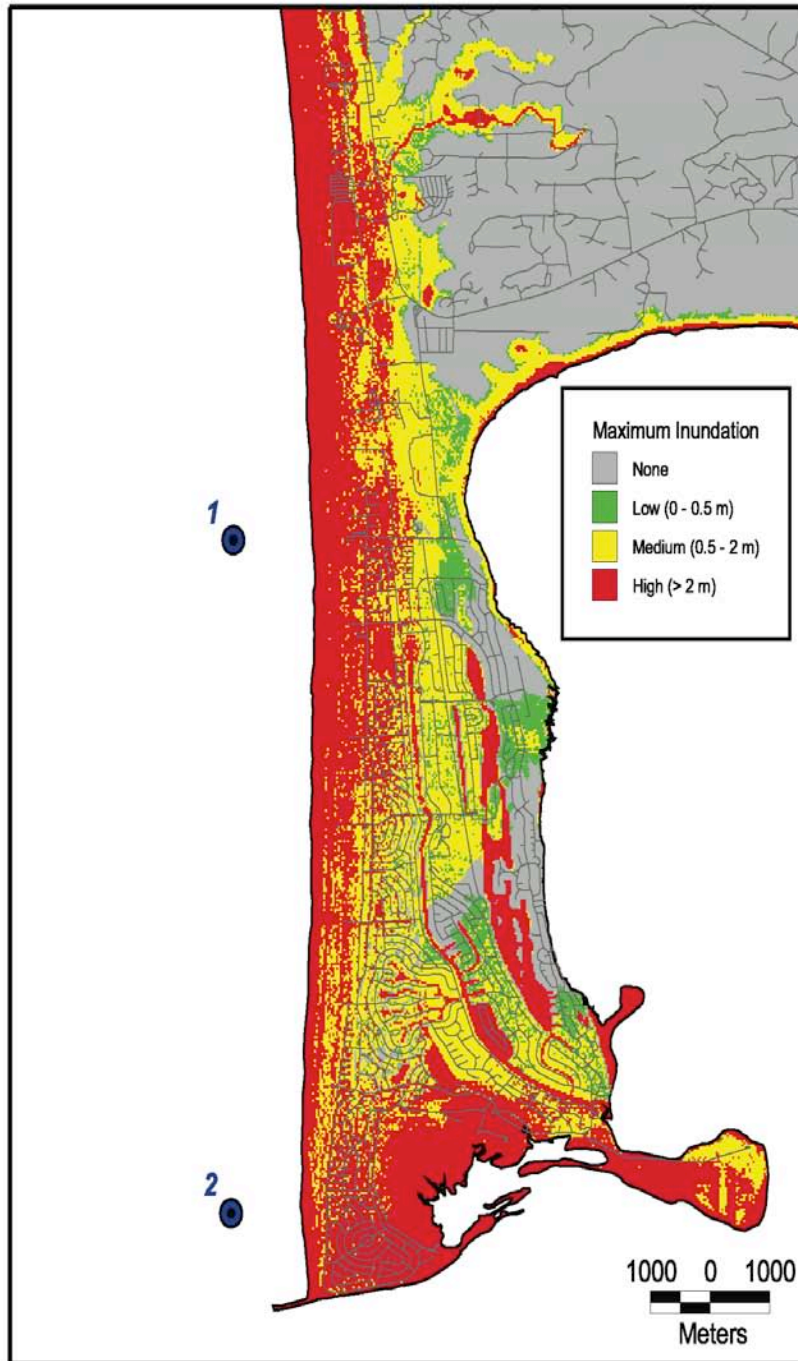 Maximum Inundation
None
Low (0 - 0.5 m)
1
Medium (0.5 - 2 m)
High (> 2 m)
2
1000 0 1000
Meters